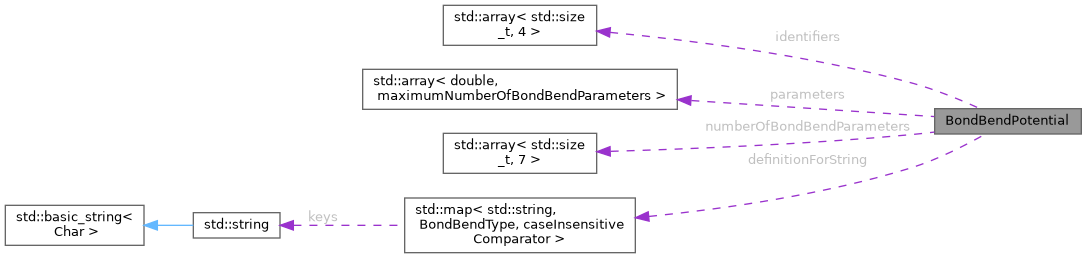 std::array< std::size
_t, 4 >
identifiers
std::array< double,
maximumNumberOfBondBendParameters >
parameters
BondBendPotential
numberOfBondBendParameters
std::array< std::size
_t, 7 >
definitionForString
std::map< std::string,
BondBendType, caseInsensitive
Comparator >
keys
std::string
std::basic_string<
Char >